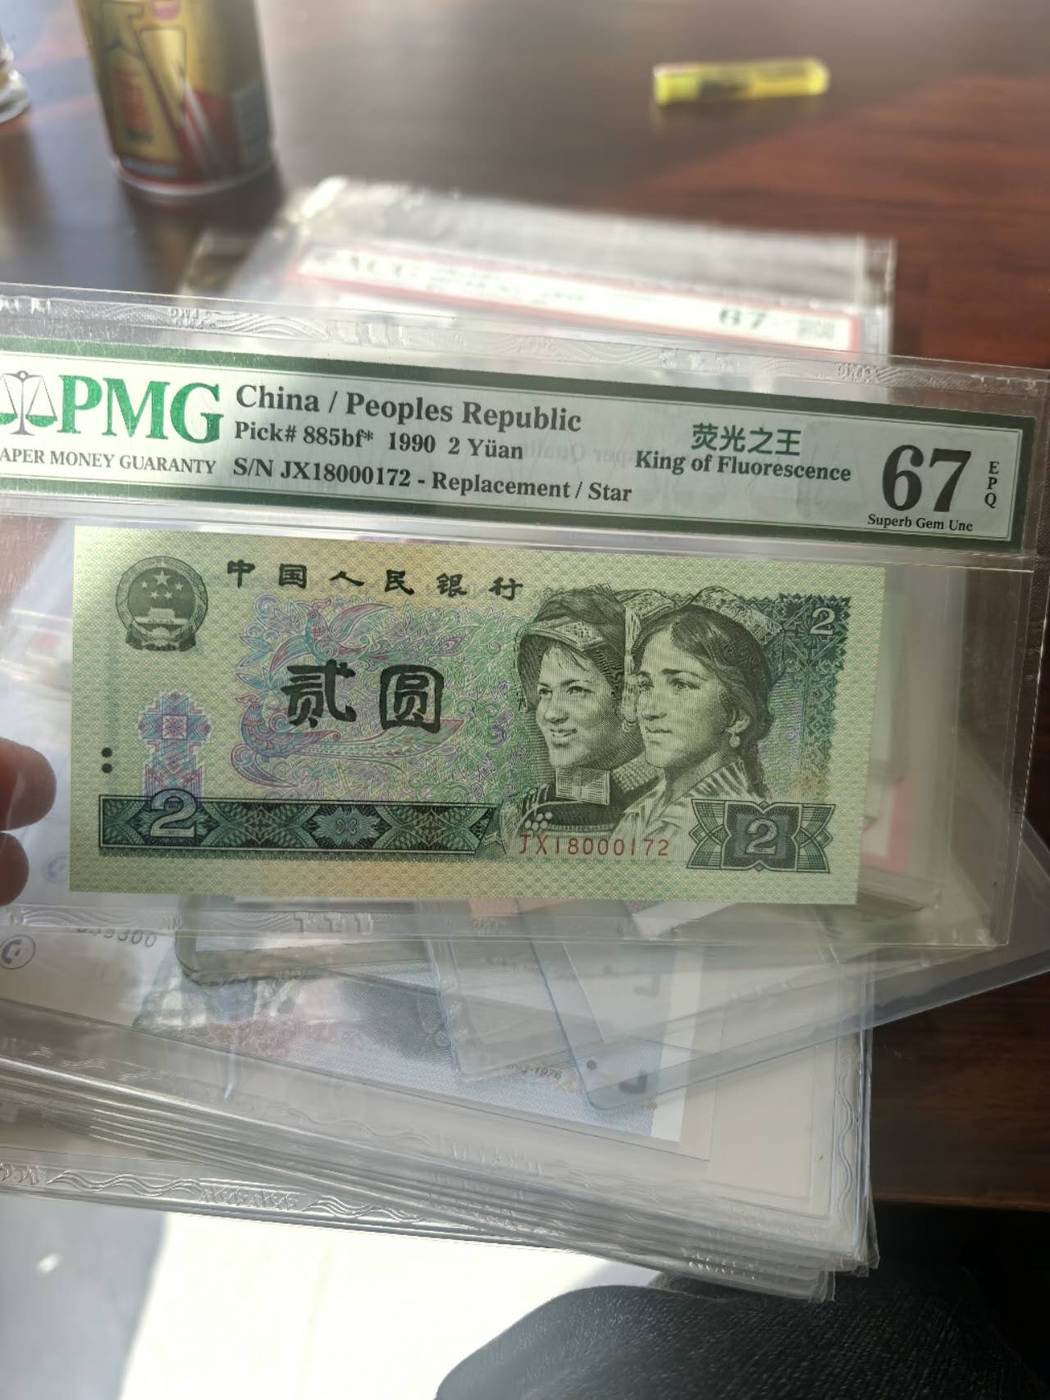 ACG
67
PMG
PAPER MONEY GUARANTY
China / Peoples Republic
Pick# 885bf* 1990 2 Yüan
S/N JX18000172 - Replacement / Star
荧光之王
King of Fluorescence
67
EPQ
Superb Gem Unc
中国人民银行
贰圆
2
2
2
JX18000172